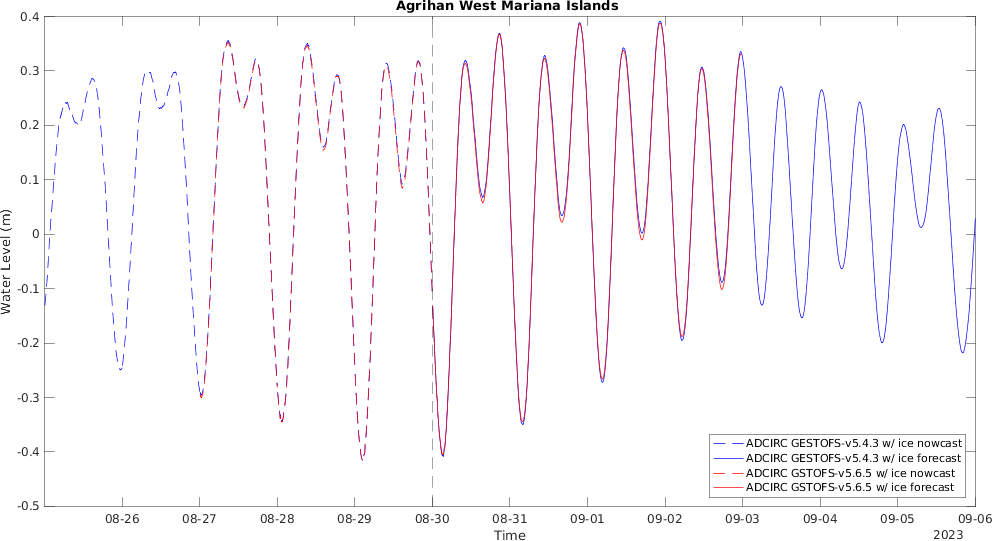 Agrihan West Mariana Islands
0.4
0.3
0.2
0.1
0
-0.1
-0.2
-0.3
-0.4
-0.5
Water Level (m)
08-26 08-27 08-28 08-29 08-30 08-31 09-01 09-02 09-03 09-04 09-05 09-06
Time
2023
ADCIRC GESTOFS-v5.4.3 w/ ice nowcast
ADCIRC GESTOFS-v5.4.3 w/ ice forecast
ADCIRC GSTOFS-v5.6.5 w/ ice nowcast
ADCIRC GSTOFS-v5.6.5 w/ ice forecast